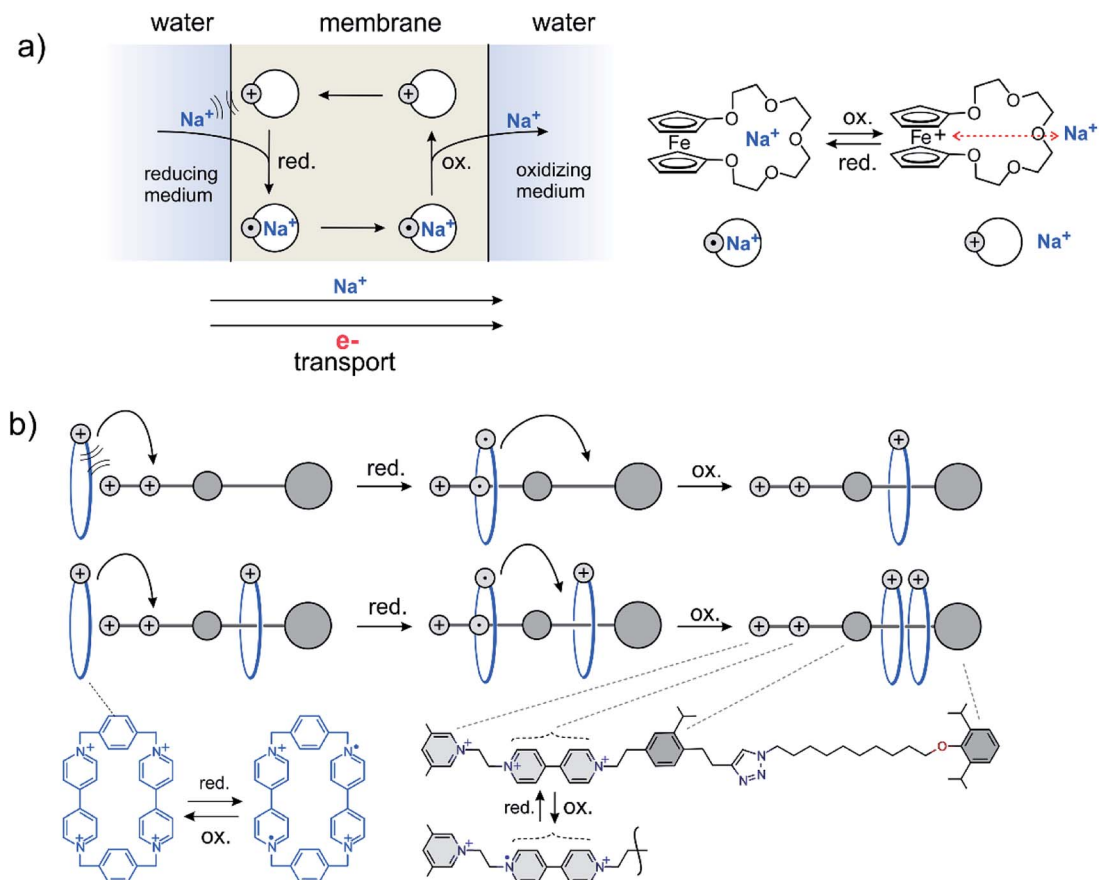 a)
water membrane water
Na⁺ Na⁺
red. ox.
reducing
medium
oxidizing
medium
Na⁺ Na⁺
Na⁺
e-
transport
O O
O
Fe Na⁺ O
O
O
ox.
red.
O O
O
Fe+ O Na⁺
O
O
Na⁺ + Na⁺
b)
+ + + red. + ox. + + +
+ + + + red. + + ox. + + + +
N + N + N + N +
red.
ox.
N + N • N • N +
N + N + N + N N=N O
red. ox.
N + N • N +